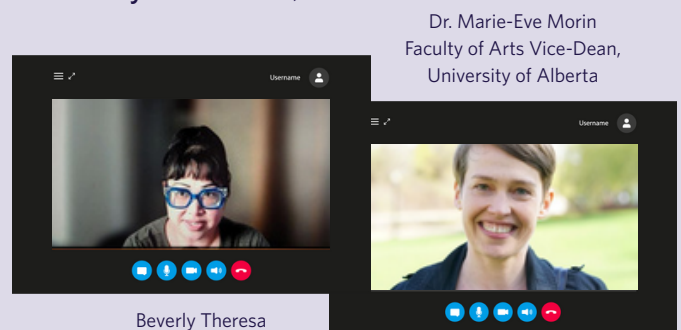 Dr. Marie-Eve Morin
Faculty of Arts Vice-Dean,
University of Alberta
Username
Username
Beverly Theresa